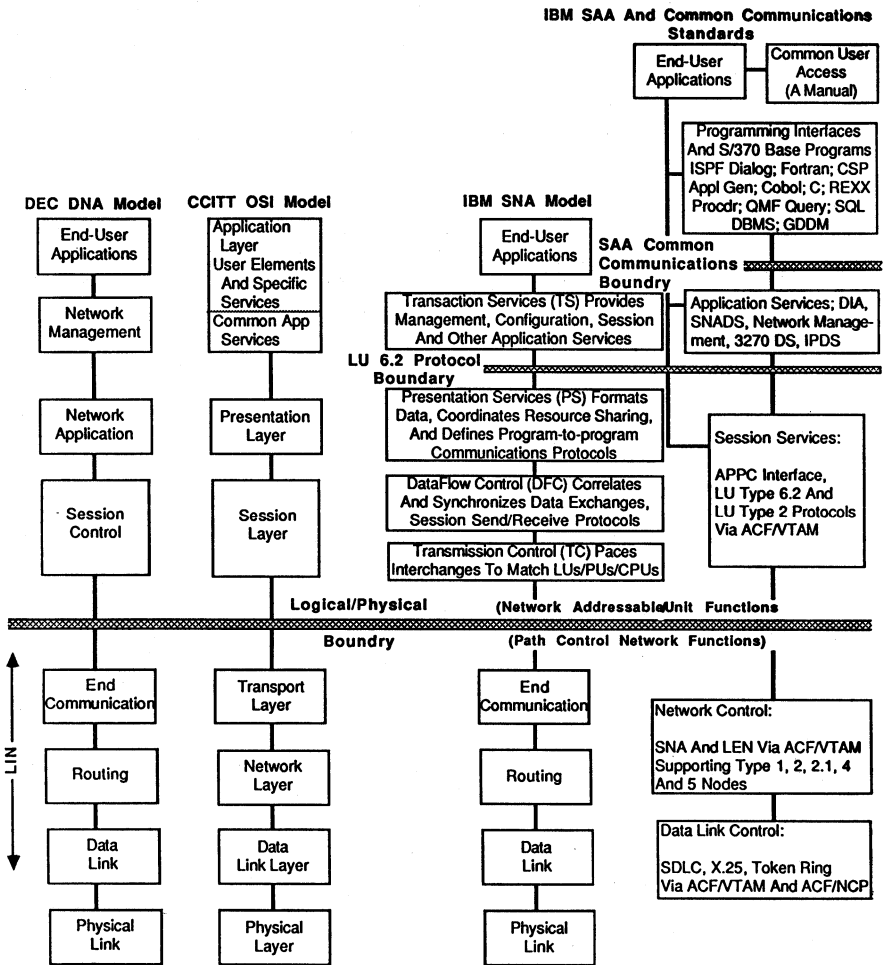 IBM SAA And Common Communications
Standards
End-User
Applications
Common User
Access
(A Manual)
Programming Interfaces
And S/370 Base Programs
ISPF Dialog; Fortran; CSP
Appl Gen; Cobol; C; REXX
Procdr; QMF Query; SQL
DBMS; GDDM
SAA Common
Communications
Boundary
Application Services; DIA,
SNADS, Network Manage-
ment, 3270 DS, IPDS
Session Services:
APPC Interface,
LU Type 6.2 And
LU Type 2 Protocols
Via ACF/VTAM
DEC DNA Model
End-User
Applications
Network
Management
Network
Application
Session
Control
CCITT OSI Model
Application
Layer
User Elements
And Specific
Services
Common App
Services
Presentation
Layer
Session
Layer
IBM SNA Model
End-User
Applications
Transaction Services (TS) Provides
Management, Configuration, Session
And Other Application Services
LU 6.2 Protocol
Boundary
Presentation Services (PS) Formats
Data, Coordinates Resource Sharing,
And Defines Program-to-program
Communications Protocols
DataFlow Control (DFC) Correlates
And Synchronizes Data Exchanges,
Session Send/Receive Protocols
Transmission Control (TC) Paces
Interchanges To Match LUs/PUs/CPUs
Logical/Physical
(Network Addressable/Unit Functions
Boundry
(Path Control Network Functions)
LIN
End
Communication
Routing
Data
Link
Physical
Link
Transport
Layer
Network
Layer
Data
Link Layer
Physical
Layer
End
Communication
Routing
Data
Link
Physical
Link
Network Control:
SNA And LEN Via ACF/VTAM
Supporting Type 1, 2, 2.1, 4
And 5 Nodes
Data Link Control:
SDLC, X.25, Token Ring
Via ACF/VTAM And ACF/NCP